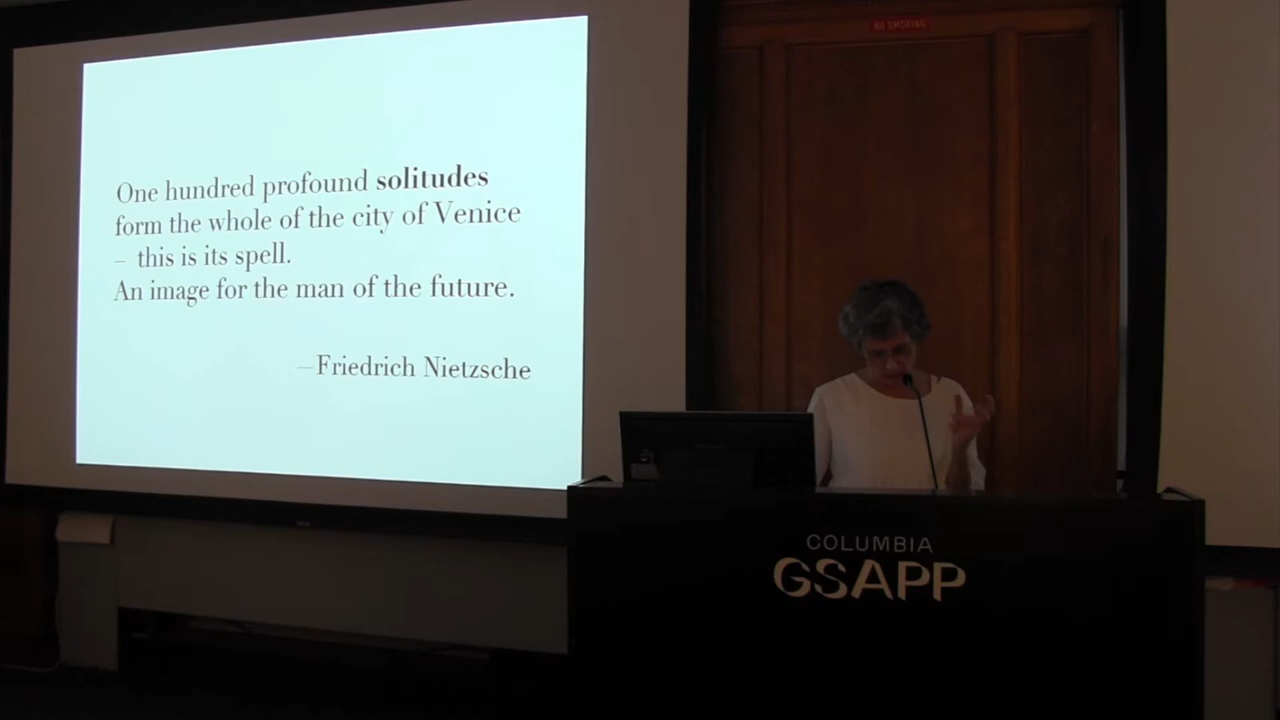 NO SMOKING
One hundred profound solitudes
form the whole of the city of Venice
– this is its spell.
An image for the man of the future.
—Friedrich Nietzsche
COLUMBIA
GSAPP